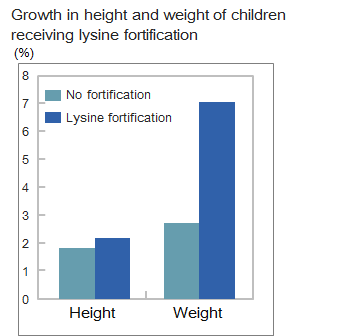 Growth in height and weight of children
receiving lysine fortification
(%)
8
No fortification
7
Lysine fortification
6
5
4
3
2
1
0
Height Weight